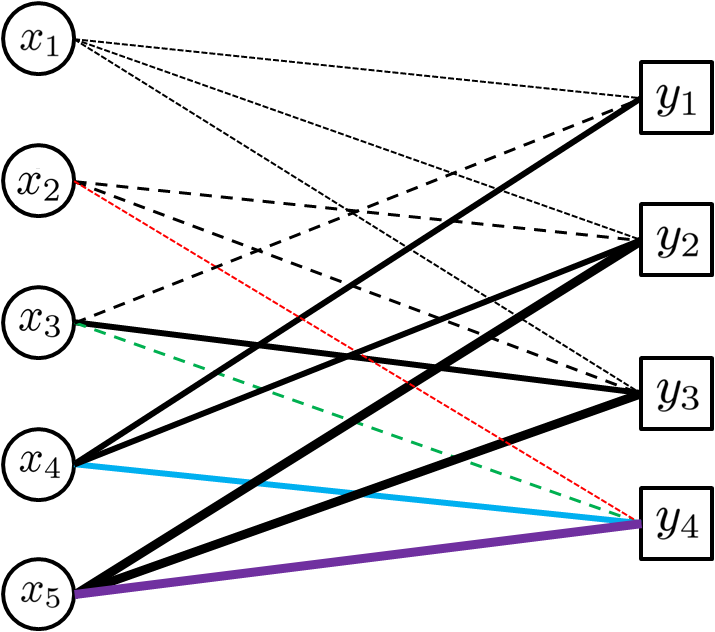 x₁
x₂
x₃
x₄
x₅
y₁
y₂
y₃
y₄